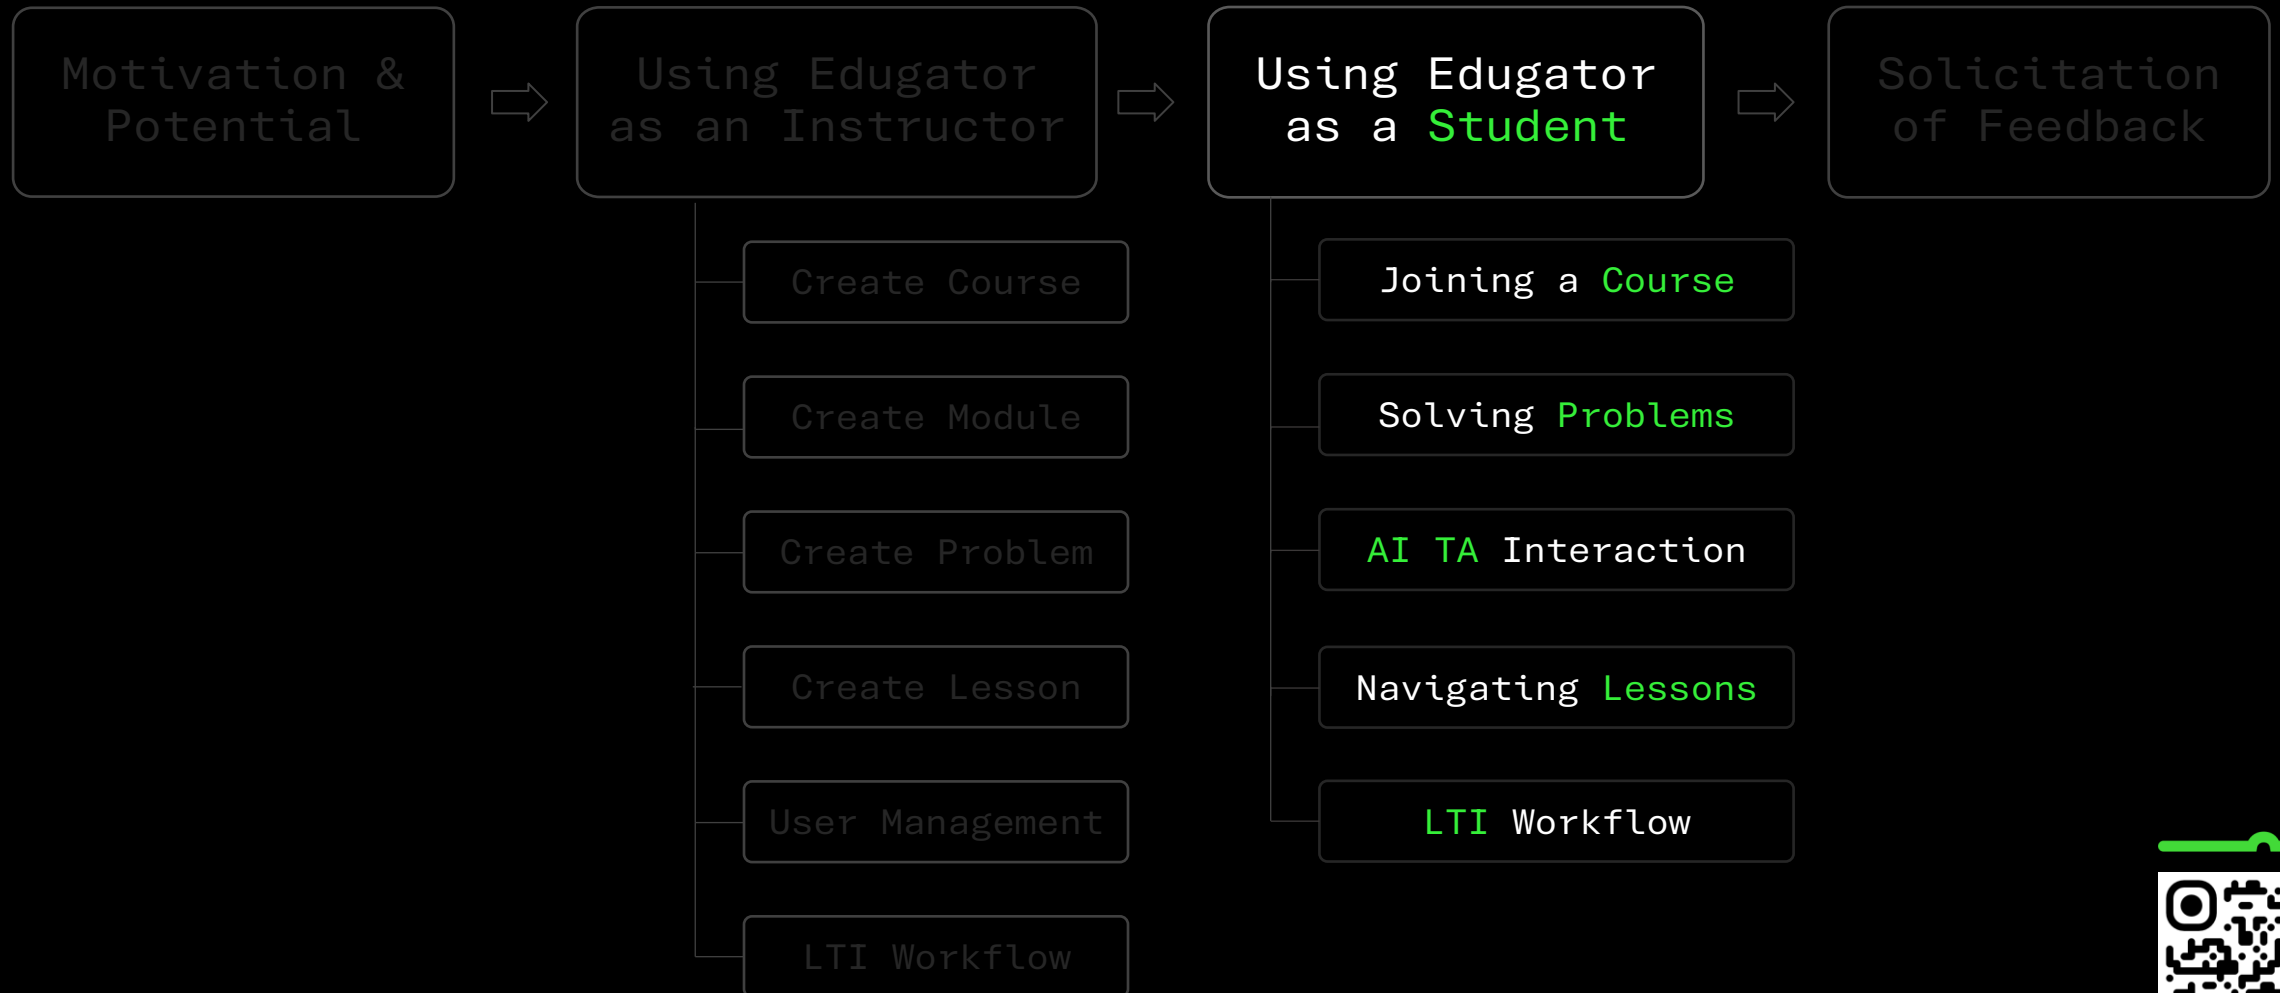 Motivation &
Potential
Using Edugator
as an Instructor
Using Edugator
as a Student
Solicitation
of Feedback
Create Course
Create Module
Create Problem
Create Lesson
User Management
LTI Workflow
Joining a Course
Solving Problems
AI TA Interaction
Navigating Lessons
LTI Workflow